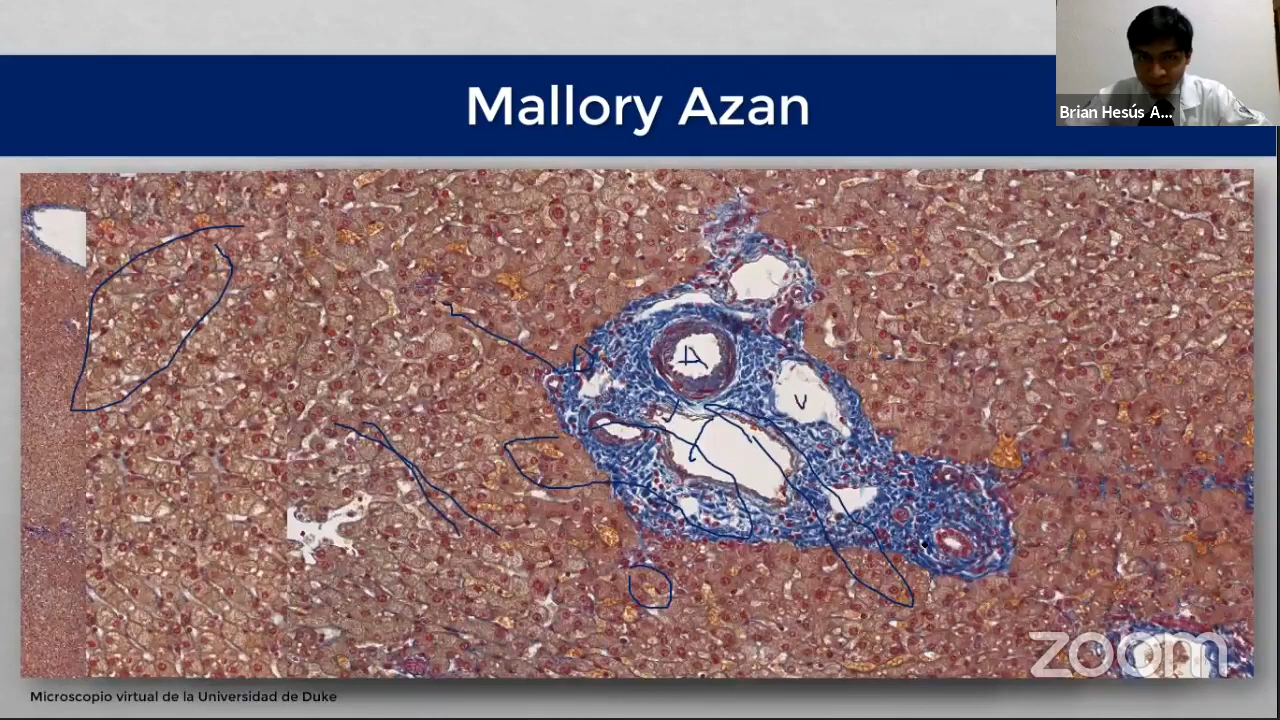 Mallory Azan
Brian Hesús A...
A
V
zoom
Microscopio virtual de la Universidad de Duke